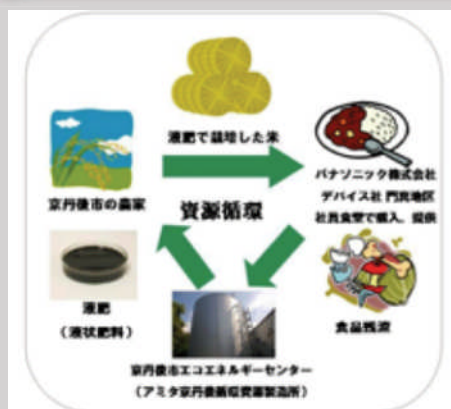 液肥で栽培した米
京丹後市の農家
資源循環
パナソニック株式会社
デバイス社 門真地区
社員食堂で購入、提供
液肥
(液状肥料)
食品残渣
京丹後市エコエネルギーセンター
(アミタ京丹後循環資源製造所)